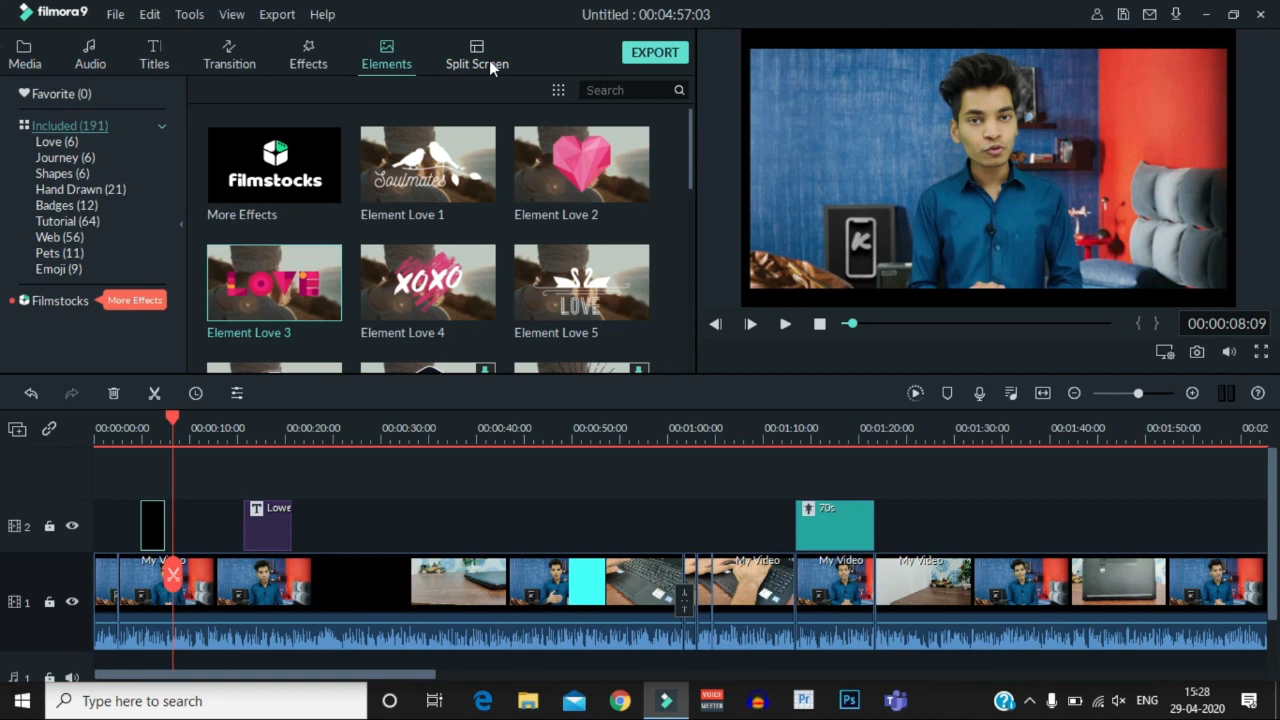 filmora9 File Edit Tools View Export Help Untitled : 00:04:57:03
Media Audio Titles Transition Effects Elements Split Screen EXPORT
Favorite (0)
Search
Included (191)
Love (6)
Journey (6)
Shapes (6)
Hand Drawn (21)
Badges (12)
Tutorial (64)
Web (56)
Pets (11)
Emoji (9)
Filmstocks More Effects
filmstocks
Soulmates
More Effects Element Love 1 Element Love 2
LOVE
XOXO
LOVE
Element Love 3 Element Love 4 Element Love 5
{ } 00:00:08:09
00:00:00:00 00:00:10:00 00:00:20:00 00:00:30:00 00:00:40:00 00:00:50:00 00:01:00:00 00:01:10:00 00:01:20:00 00:01:30:00 00:01:40:00 00:01:50:00 00:02
2 T Lowe 70s
My Video My Video My Video
1
1
Type here to search
VOICE MEETER
Pr
Ps
ENG
15:28
29-04-2020